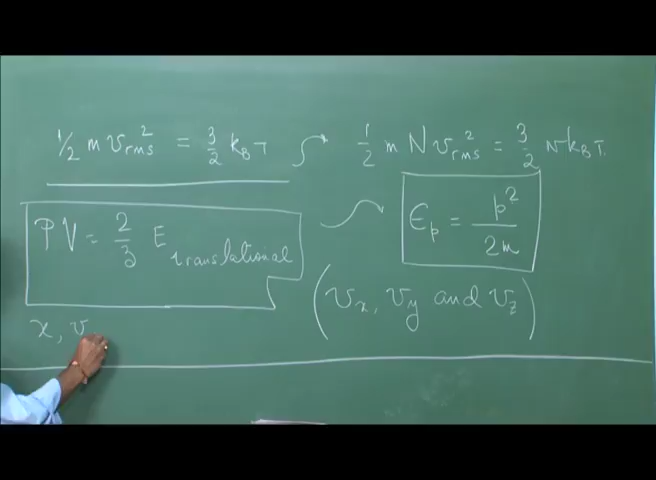 1/2 m v_rms² = 3/2 k_B T
1/2 m N v_rms² = 3/2 N k_B T.
PV = 2/3 E_translational
ε_p = p²/2m
(v_x, v_y and v_z)
x, v